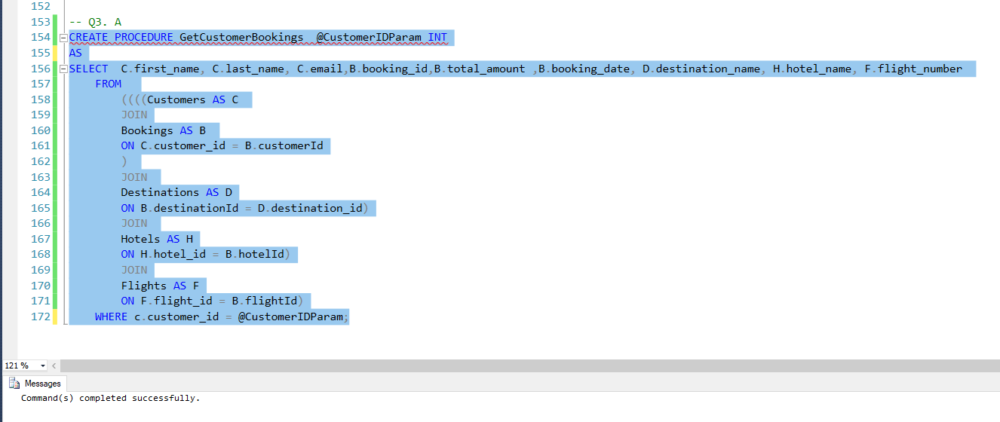 152
153 -- Q3. A
154 CREATE PROCEDURE GetCustomerBookings  @CustomerIDParam INT
155 AS
156 SELECT  C.first_name, C.last_name, C.email,B.booking_id,B.total_amount ,B.booking_date, D.destination_name, H.hotel_name, F.flight_number
157     FROM
158         ((((Customers AS C
159         JOIN
160         Bookings AS B
161         ON C.customer_id = B.customerId
162         )
163         JOIN
164         Destinations AS D
165         ON B.destinationId = D.destination_id)
166         JOIN
167         Hotels AS H
168         ON H.hotel_id = B.hotelId)
169         JOIN
170         Flights AS F
171         ON F.flight_id = B.flightId)
172     WHERE c.customer_id = @CustomerIDParam;
121 %
Messages
Command(s) completed successfully.